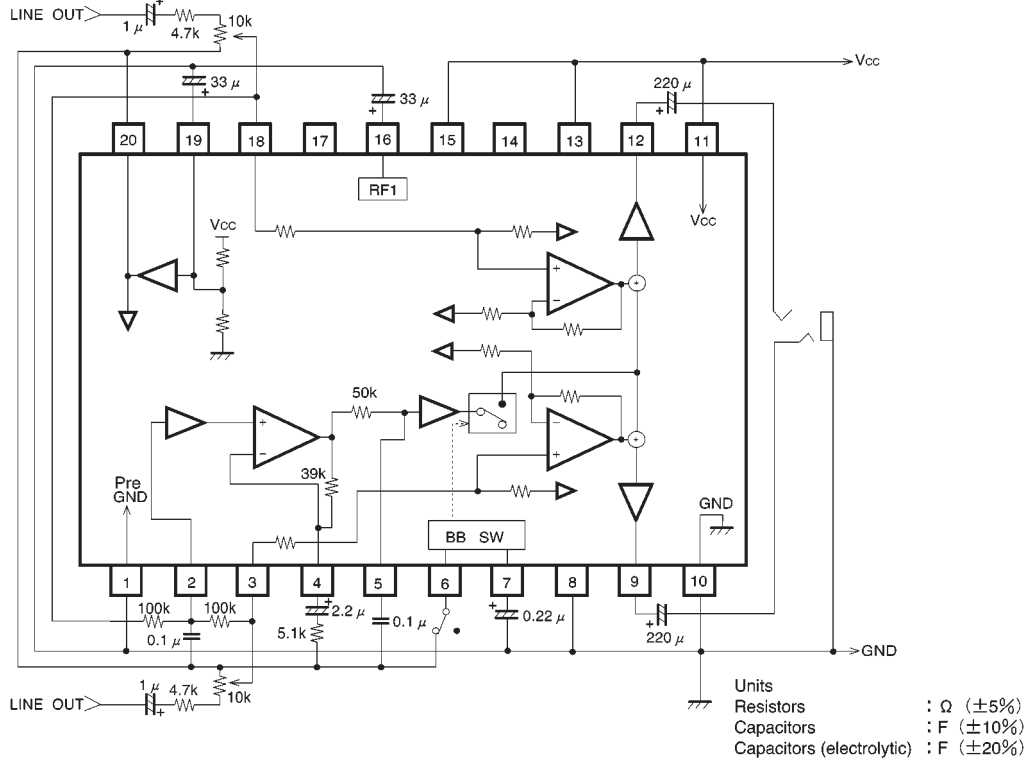 LINE OUT
1 μ
+
4.7k
10k
33 μ
+
33 μ
+
220 μ
+
Vcc
20
19
18
17
16
15
14
13
12
11
RF1
Vcc
Vcc
+
−
+
50k
+
−
39k
−
+
+
Pre
GND
BB SW
GND
1
2
3
4
5
6
7
8
9
10
100k
100k
0.1 μ
+
2.2 μ
5.1k
0.1 μ
+
0.22 μ
+
220 μ
GND
LINE OUT
1 μ
+
4.7k
10k
Units
Resistors : Ω (±5%)
Capacitors : F (±10%)
Capacitors (electrolytic) : F (±20%)